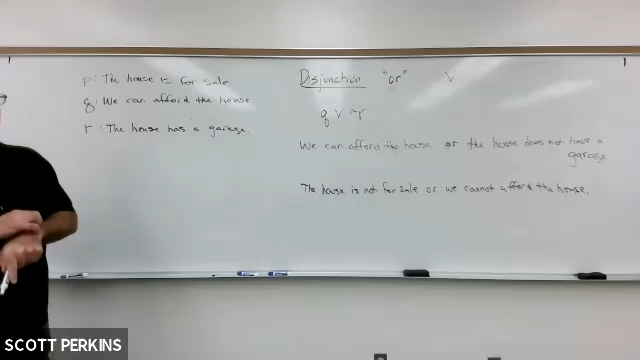 p: The house is for sale
q: We can afford the house
r: The house has a garage.
Disjunction "or" ∨
q ∨ ~r
We can afford the house or the house does not have a
garage
The house is not for sale or we cannot afford the house.
SCOTT PERKINS